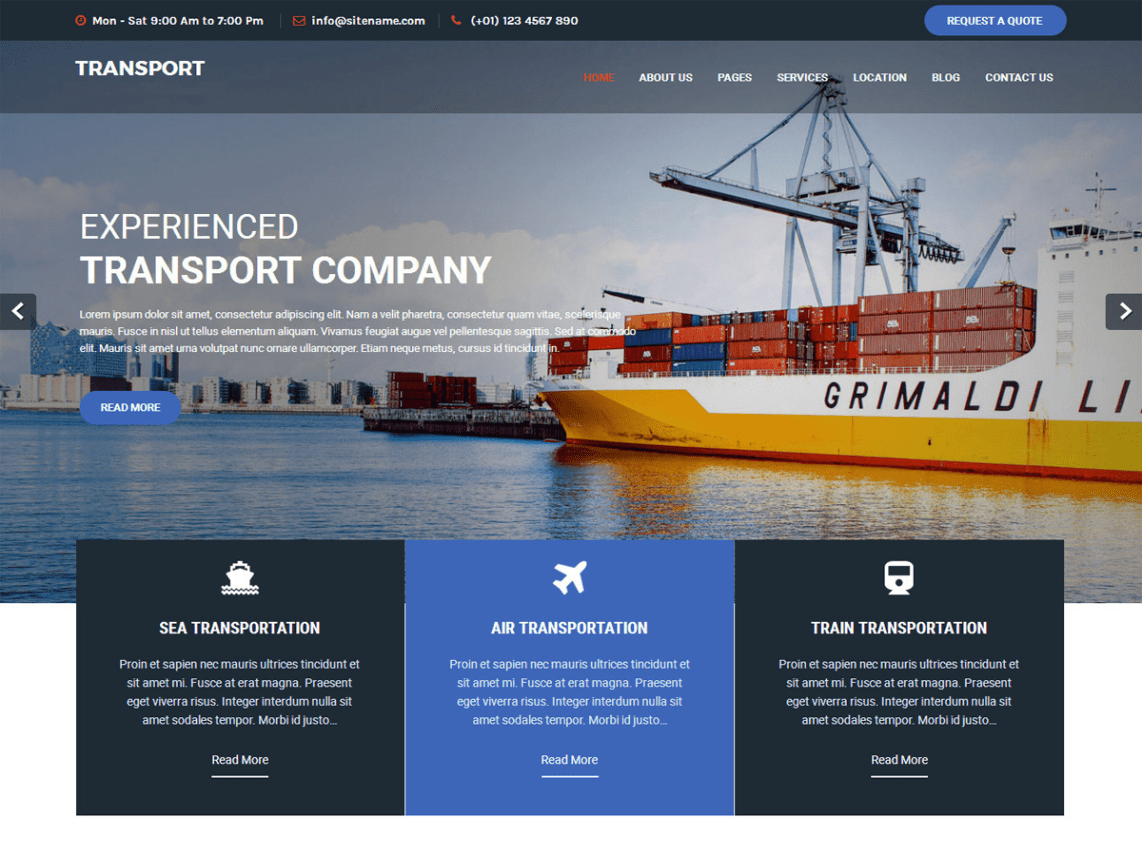 Mon - Sat 9:00 Am to 7:00 Pm
info@sitename.com
(+01) 123 4567 890
REQUEST A QUOTE
TRANSPORT
HOME
ABOUT US
PAGES
SERVICES
LOCATION
BLOG
CONTACT US
EXPERIENCED
TRANSPORT COMPANY
Lorem ipsum dolor sit amet, consectetur adipiscing elit. Nam a velit pharetra, consectetur quam vitae, scelerisque
mauris. Fusce in nisl ut tellus elementum aliquam. Vivamus feugiat augue vel pellentesque sagittis. Sed at commodo
elit. Mauris sit amet urna volutpat nunc ornare ullamcorper. Etiam neque metus, cursus id tincidunt in.
READ MORE
GRIMALDI LI
SEA TRANSPORTATION
Proin et sapien nec mauris ultrices tincidunt et
sit amet mi. Fusce at erat magna. Praesent
eget viverra risus. Integer interdum nulla sit
amet sodales tempor. Morbi id justo...
Read More
AIR TRANSPORTATION
Proin et sapien nec mauris ultrices tincidunt et
sit amet mi. Fusce at erat magna. Praesent
eget viverra risus. Integer interdum nulla sit
amet sodales tempor. Morbi id justo...
Read More
TRAIN TRANSPORTATION
Proin et sapien nec mauris ultrices tincidunt et
sit amet mi. Fusce at erat magna. Praesent
eget viverra risus. Integer interdum nulla sit
amet sodales tempor. Morbi id justo...
Read More